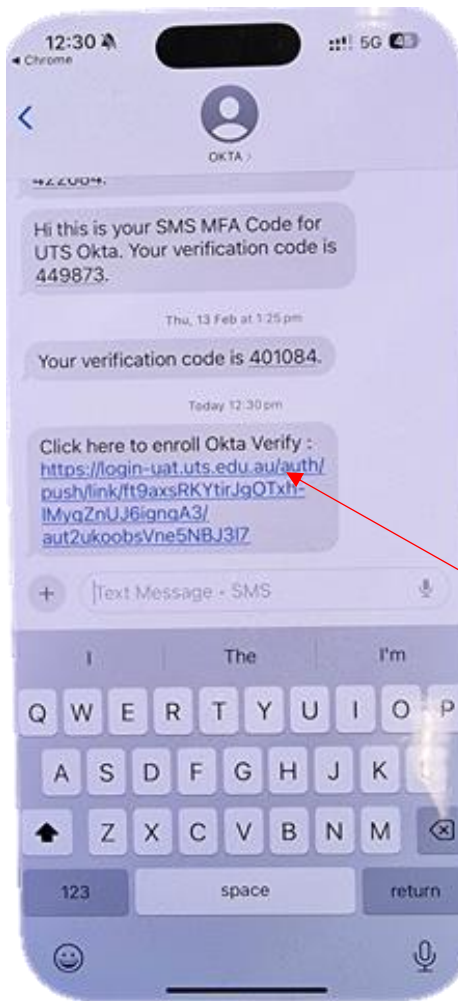 12:30
5G
Chrome
OKTA
422084.
Hi this is your SMS MFA Code for
UTS Okta. Your verification code is
449873.
Thu, 13 Feb at 1:25 pm
Your verification code is 401084.
Today 12:30 pm
Click here to enroll Okta Verify :
https://login-uat.uts.edu.au/auth/
push/link/ft9axsRKYtirJgOTxh-
IMyqZnUJ6ignqA3/
aut2ukoobsVne5NBJ3I7
Text Message - SMS
I The I'm
Q W E R T Y U I O P
A S D F G H J K L
Z X C V B N M
123 space return